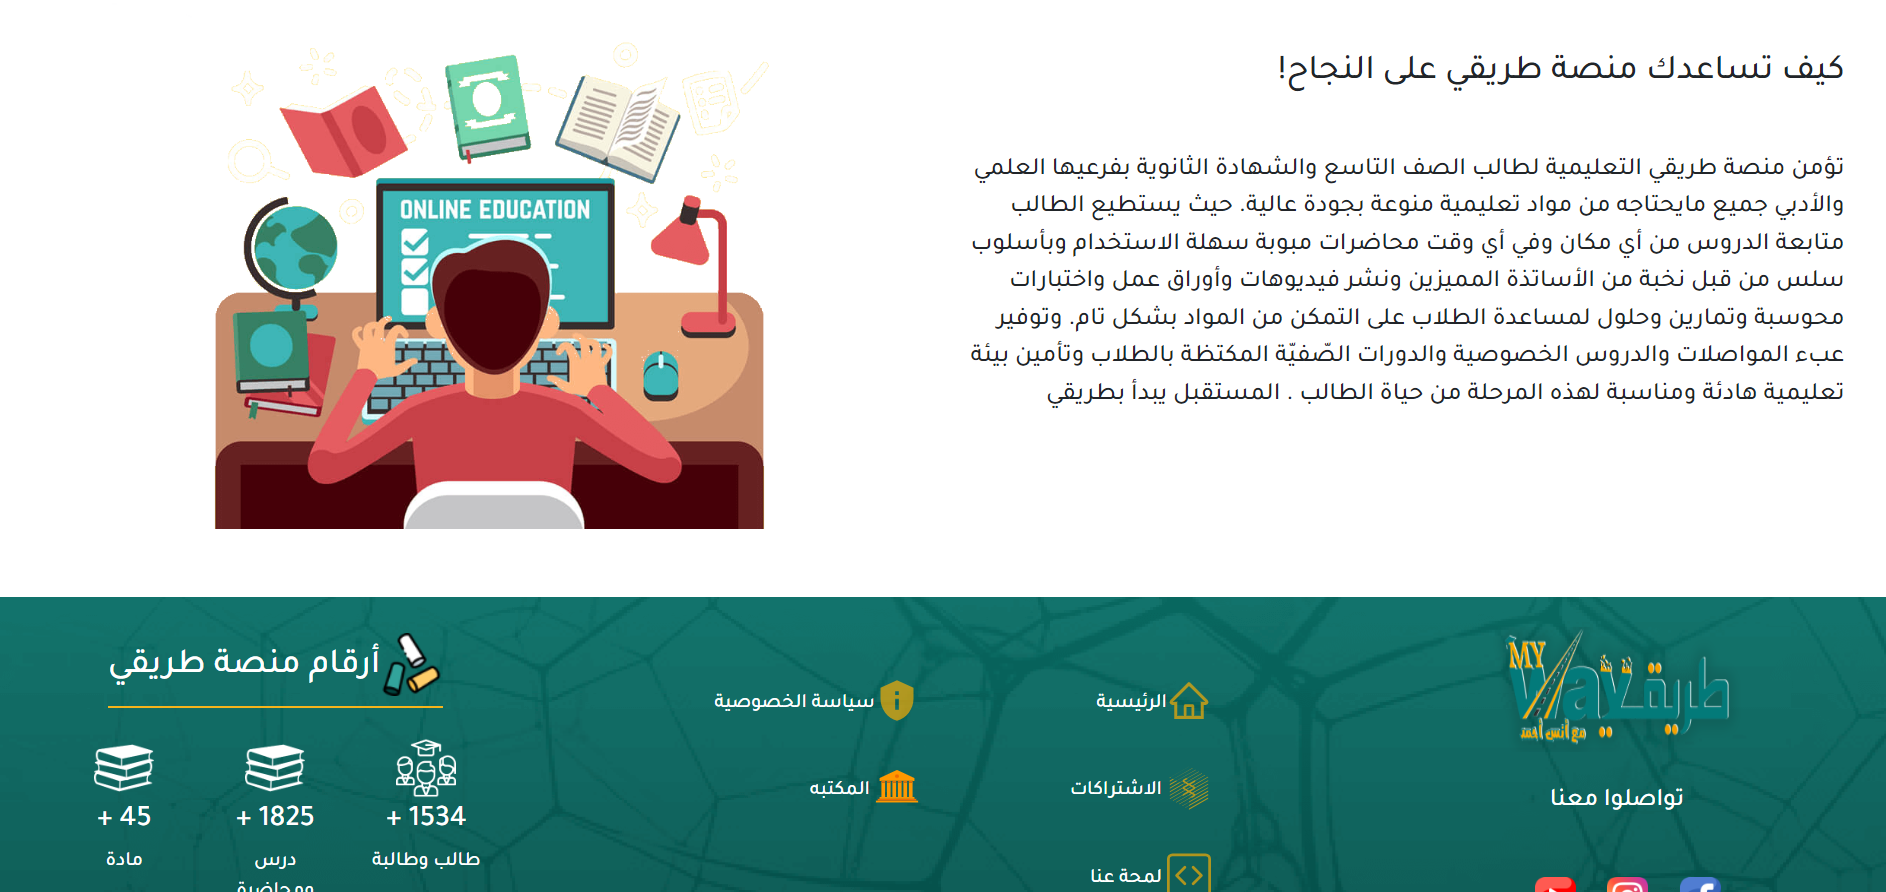 كيف تساعدك منصة طريقي على النجاح!
تؤمن منصة طريقي التعليمية لطالب الصف التاسع والشهادة الثانوية بفرعيها العلمي
والأدبي جميع مايحتاجه من مواد تعليمية منوعة بجودة عالية. حيث يستطيع الطالب
متابعة الدروس من أي مكان وفي أي وقت محاضرات مبوبة سهلة الاستخدام وبأسلوب
سلس من قبل نخبة من الأساتذة المميزين ونشر فيديوهات وأوراق عمل واختبارات
محوسبة وتمارين وحلول لمساعدة الطلاب على التمكن من المواد بشكل تام. وتوفير
عبء المواصلات والدروس الخصوصية والدورات الصّفيّة المكتظة بالطلاب وتأمين بيئة
تعليمية هادئة ومناسبة لهذه المرحلة من حياة الطالب . المستقبل يبدأ بطريقي
ONLINE EDUCATION
MY Way طريقي
مع أنس أحمد
تواصلوا معنا
الرئيسية
الاشتراكات
لمحة عنا
سياسة الخصوصية
المكتبه
أرقام منصة طريقي
+ 1534
طالب وطالبة
+ 1825
درس
ومحاضرة
+ 45
مادة